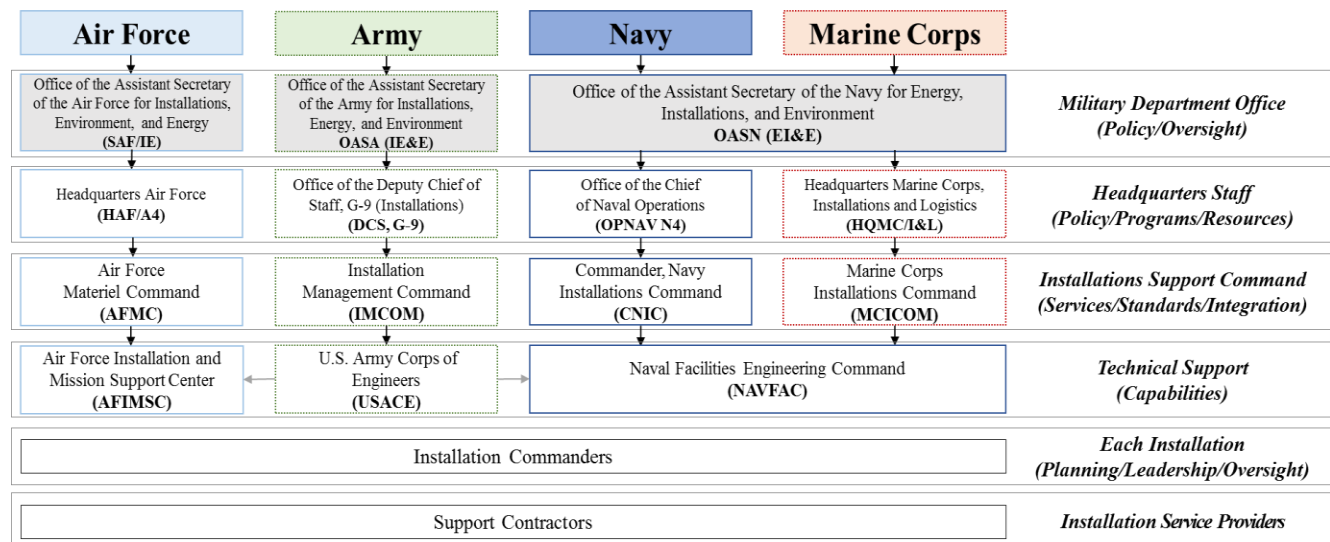 Air Force
Army
Navy
Marine Corps
Office of the Assistant Secretary
of the Air Force for Installations,
Environment, and Energy
(SAF/IE)
Office of the Assistant Secretary
of the Army for Installations,
Energy, and Environment
OASA (IE&E)
Office of the Assistant Secretary of the Navy for Energy,
Installations, and Environment
OASN (EI&E)
Military Department Office
(Policy/Oversight)
Headquarters Air Force
(HAF/A4)
Office of the Deputy Chief of
Staff, G-9 (Installations)
(DCS, G-9)
Office of the Chief
of Naval Operations
(OPNAV N4)
Headquarters Marine Corps,
Installations and Logistics
(HQMC/I&L)
Headquarters Staff
(Policy/Programs/Resources)
Air Force
Materiel Command
(AFMC)
Installation
Management Command
(IMCOM)
Commander, Navy
Installations Command
(CNIC)
Marine Corps
Installations Command
(MCICOM)
Installations Support Command
(Services/Standards/Integration)
Air Force Installation and
Mission Support Center
(AFIMSC)
U.S. Army Corps of
Engineers
(USACE)
Naval Facilities Engineering Command
(NAVFAC)
Technical Support
(Capabilities)
Installation Commanders
Each Installation
(Planning/Leadership/Oversight)
Support Contractors
Installation Service Providers